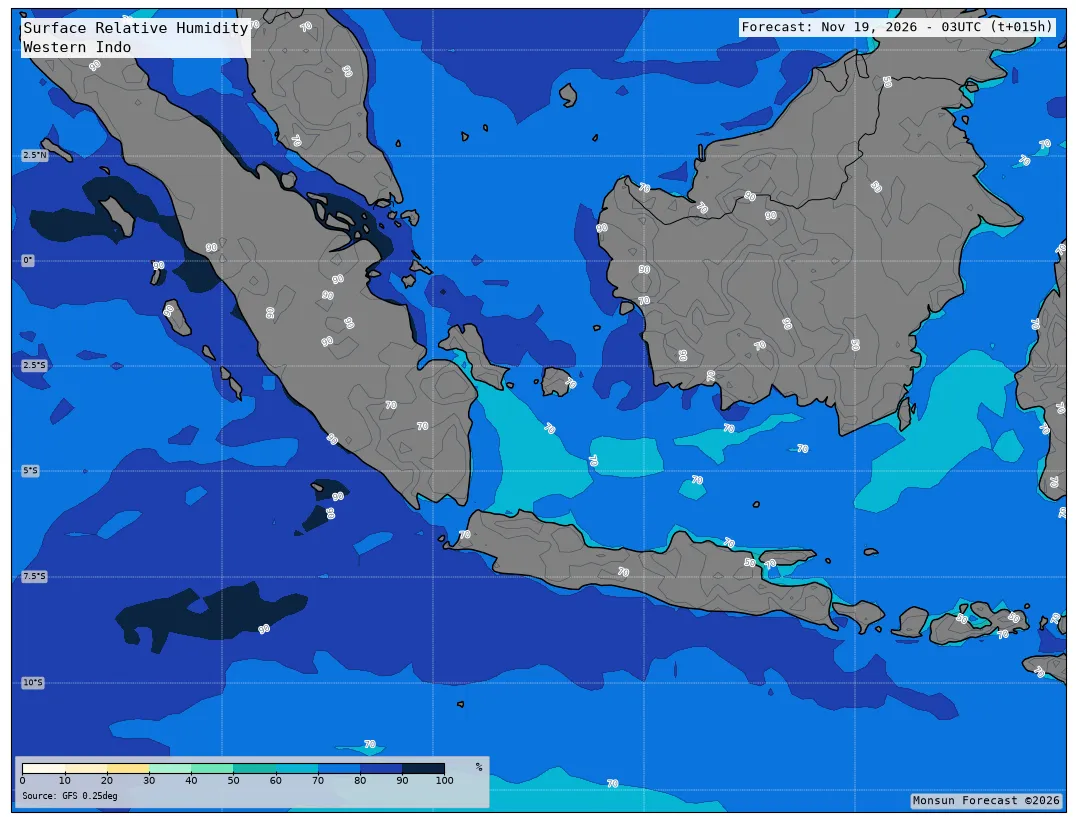 Surface Relative Humidity
Western Indo
Forecast: Nov 19, 2026 - 03UTC (t+015h)
2.5°N
0°
2.5°S
5°S
7.5°S
10°S
0 10 20 30 40 50 60 70 80 90 100 %
Source: GFS 0.25deg
Monsun Forecast ©2026